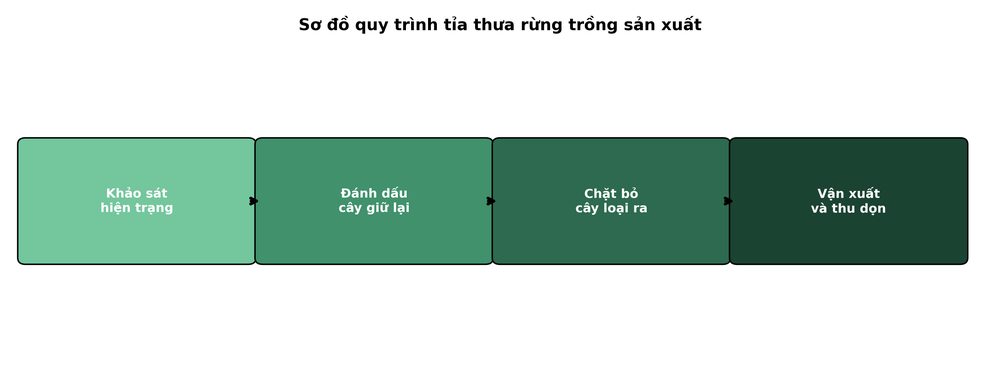 Sơ đồ quy trình tỉa thưa rừng trồng sản xuất
Khảo sát
hiện trạng
Đánh dấu
cây giữ lại
Chặt bỏ
cây loại ra
Vận xuất
và thu dọn